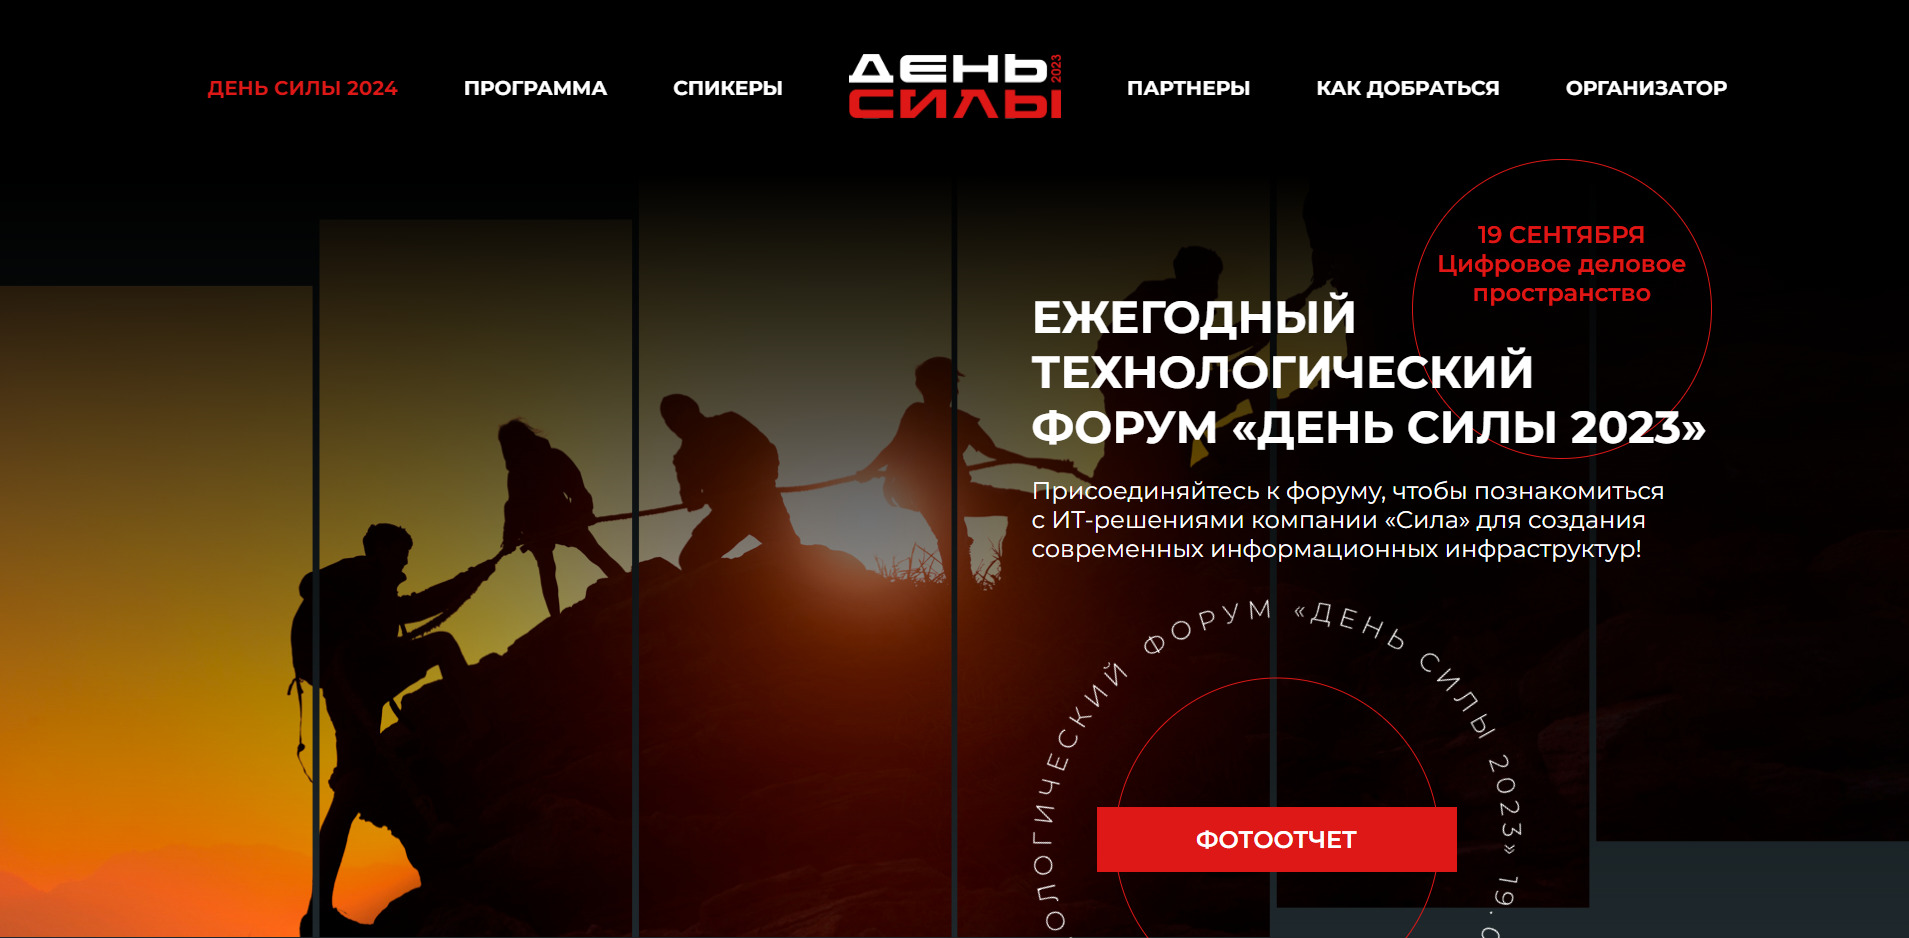 ДЕНЬ СИЛЫ 2024
ПРОГРАММА
СПИКЕРЫ
ДЕНЬ 2023
СИЛЫ
ПАРТНЕРЫ
КАК ДОБРАТЬСЯ
ОРГАНИЗАТОР
19 СЕНТЯБРЯ
Цифровое деловое
пространство
ЕЖЕГОДНЫЙ
ТЕХНОЛОГИЧЕСКИЙ
ФОРУМ «ДЕНЬ СИЛЫ 2023»
Присоединяйтесь к форуму, чтобы познакомиться
с ИТ-решениями компании «Сила» для создания
современных информационных инфраструктур!
ОЛОГИЧЕСКИЙ ФОРУМ «ДЕНЬ СИЛЫ 2023» 19.
ФОТООТЧЕТ